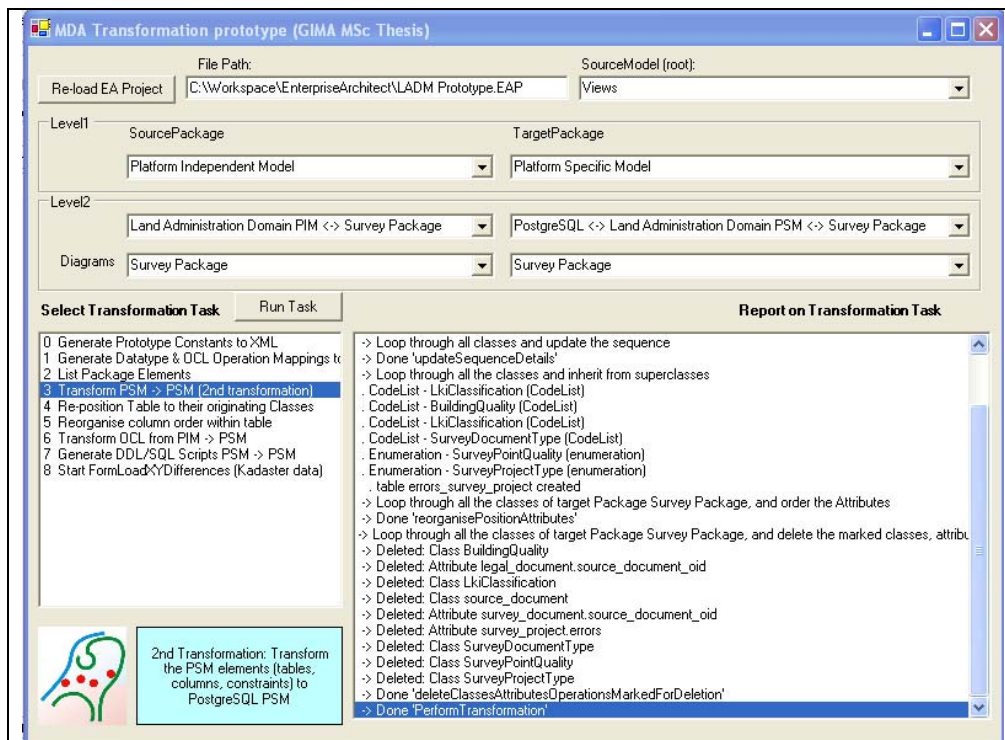 MDA Transformation prototype (GIMA MSc Thesis)
File Path:
SourceModel (root):
Re-load EA Project
C:\Workspace\EnterpriseArchitect\LADM Prototype.EAP
Views
Level1
SourcePackage
TargetPackage
Platform Independent Model
Platform Specific Model
Level2
Land Administration Domain PIM <-> Survey Package
PostgreSQL <-> Land Administration Domain PSM <-> Survey Package
Diagrams
Survey Package
Survey Package
Select Transformation Task
Run Task
Report on Transformation Task
0 Generate Prototype Constants to XML
1 Generate Datatype & OCL Operation Mappings to
2 List Package Elements
3 Transform PSM -> PSM (2nd transformation)
4 Re-position Table to their originating Classes
5 Reorganise column order within table
6 Transform OCL from PIM -> PSM
7 Generate DDL/SQL Scripts PSM -> PSM
8 Start FormLoadXYDifferences (Kadaster data)
-> Loop through all classes and update the sequence
-> Done 'updateSequenceDetails'
-> Loop through all the classes and inherit from superclasses
. CodeList - LkiClassification (CodeList)
. CodeList - BuildingQuality (CodeList)
. CodeList - LkiClassification (CodeList)
. CodeList - SurveyDocumentType (CodeList)
. Enumeration - SurveyPointQuality (enumeration)
. Enumeration - SurveyProjectType (enumeration)
. table errors_survey_project created
-> Loop through all the classes of target Package Survey Package, and order the Attributes
-> Done 'reorganisePositionAttributes'
-> Loop through all the classes of target Package Survey Package, and delete the marked classes, attribu
-> Deleted: Class BuildingQuality
-> Deleted: Attribute legal_document.source_document_oid
-> Deleted: Class LkiClassification
-> Deleted: Class source_document
-> Deleted: Attribute survey_document.source_document_oid
-> Deleted: Attribute survey_project.errors
-> Deleted: Class SurveyDocumentType
-> Deleted: Class SurveyPointQuality
-> Deleted: Class SurveyProjectType
-> Done 'deleteClassesAttributesOperationsMarkedForDeletion'
-> Done 'PerformTransformation'
2nd Transformation: Transform
the PSM elements (tables,
columns, constraints) to
PostgreSQL PSM